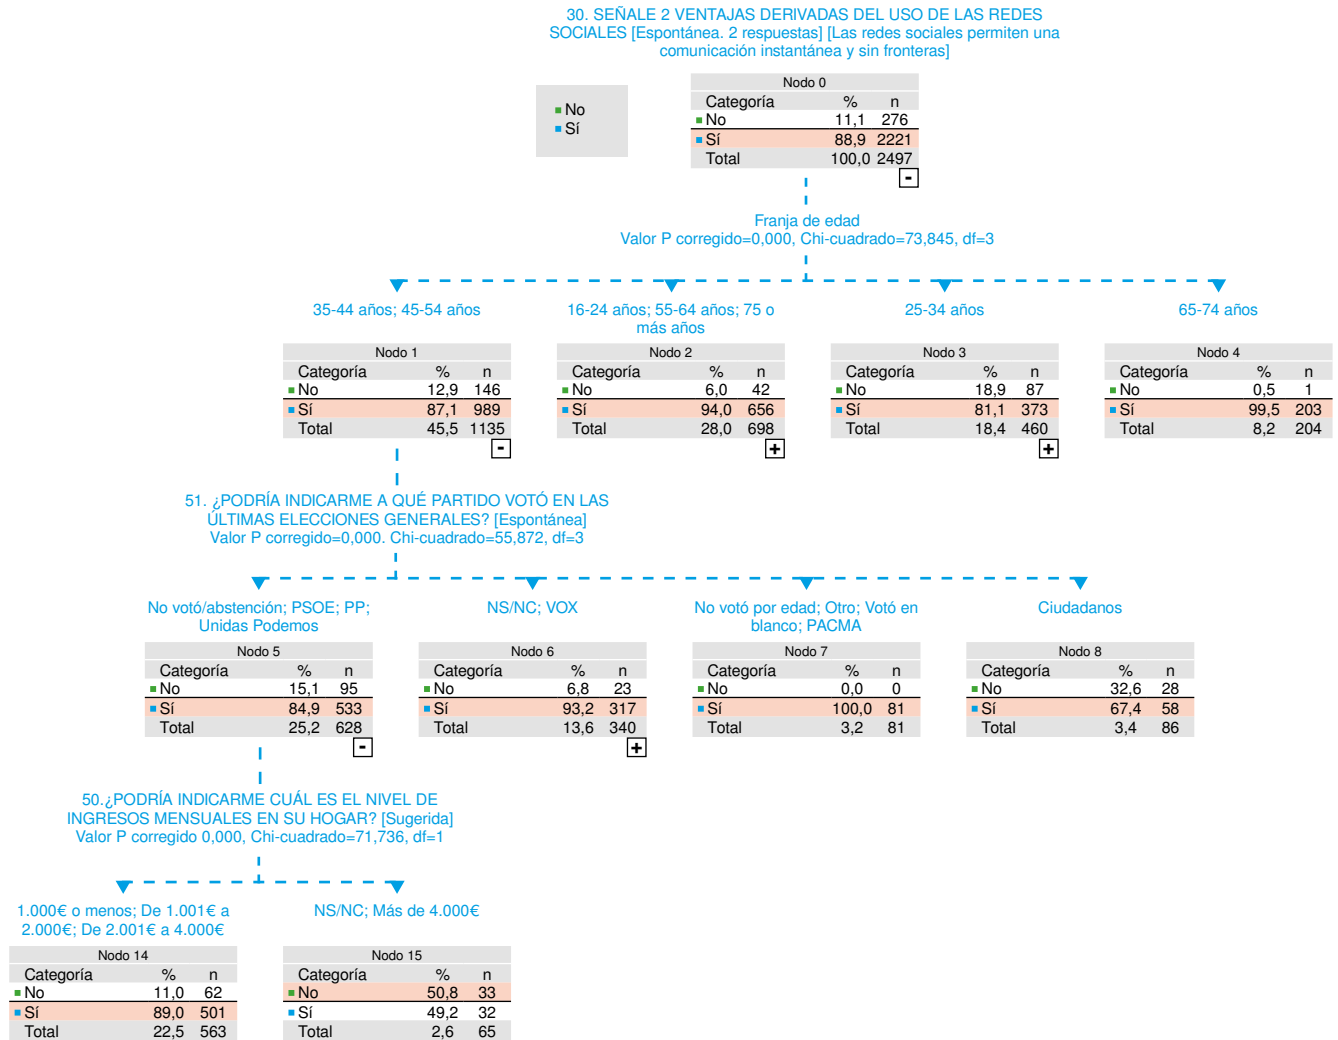 30. SEÑALE 2 VENTAJAS DERIVADAS DEL USO DE LAS REDES
SOCIALES [Espontánea. 2 respuestas] [Las redes sociales permiten una
comunicación instantánea y sin fronteras]
No
Sí
Nodo 0
Categoría % n
No 11,1 276
Sí 88,9 2221
Total 100,0 2497
-
Franja de edad
Valor P corregido=0,000, Chi-cuadrado=73,845, df=3
35-44 años; 45-54 años
Nodo 1
Categoría % n
No 12,9 146
Sí 87,1 989
Total 45,5 1135
-
16-24 años; 55-64 años; 75 o
más años
Nodo 2
Categoría % n
No 6,0 42
Sí 94,0 656
Total 28,0 698
+
25-34 años
Nodo 3
Categoría % n
No 18,9 87
Sí 81,1 373
Total 18,4 460
+
65-74 años
Nodo 4
Categoría % n
No 0,5 1
Sí 99,5 203
Total 8,2 204
51. ¿PODRÍA INDICARME A QUÉ PARTIDO VOTÓ EN LAS
ÚLTIMAS ELECCIONES GENERALES? [Espontánea]
Valor P corregido=0,000. Chi-cuadrado=55,872, df=3
No votó/abstención; PSOE; PP;
Unidas Podemos
Nodo 5
Categoría % n
No 15,1 95
Sí 84,9 533
Total 25,2 628
-
NS/NC; VOX
Nodo 6
Categoría % n
No 6,8 23
Sí 93,2 317
Total 13,6 340
+
No votó por edad; Otro; Votó en
blanco; PACMA
Nodo 7
Categoría % n
No 0,0 0
Sí 100,0 81
Total 3,2 81
Ciudadanos
Nodo 8
Categoría % n
No 32,6 28
Sí 67,4 58
Total 3,4 86
50.¿PODRÍA INDICARME CUÁL ES EL NIVEL DE
INGRESOS MENSUALES EN SU HOGAR? [Sugerida]
Valor P corregido 0,000, Chi-cuadrado=71,736, df=1
1.000€ o menos; De 1.001€ a
2.000€; De 2.001€ a 4.000€
Nodo 14
Categoría % n
No 11,0 62
Sí 89,0 501
Total 22,5 563
NS/NC; Más de 4.000€
Nodo 15
Categoría % n
No 50,8 33
Sí 49,2 32
Total 2,6 65